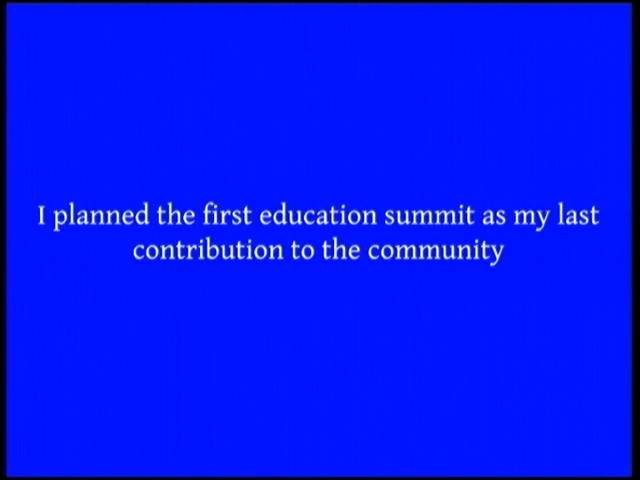 I planned the first education summit as my last
contribution to the community